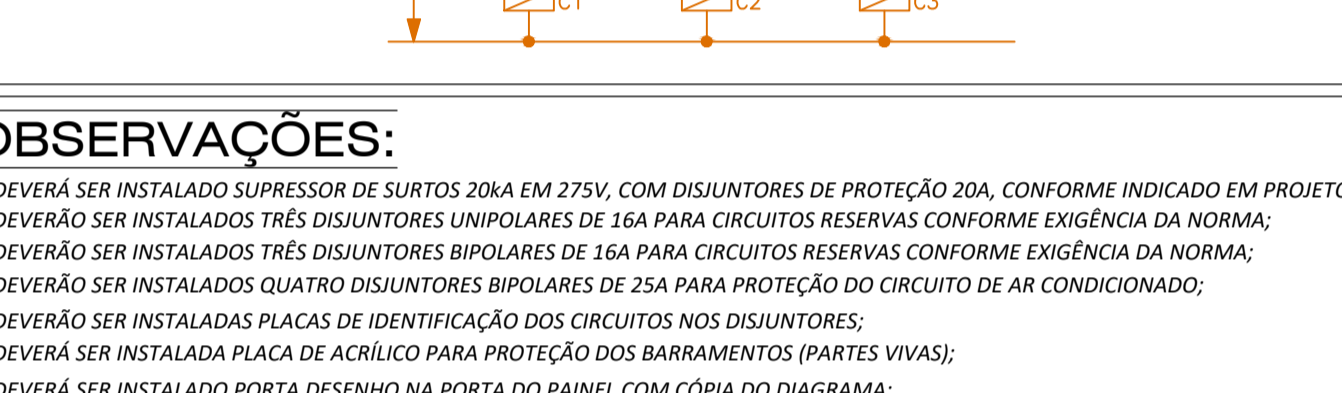 C1 C2 C3
OBSERVAÇÕES:
DEVERÁ SER INSTALADO SUPRESSOR DE SURTOS 20kA EM 275V, COM DISJUNTORES DE PROTEÇÃO 20A, CONFORME INDICADO EM PROJETO
DEVERÃO SER INSTALADOS TRÊS DISJUNTORES UNIPOLARES DE 16A PARA CIRCUITOS RESERVAS CONFORME EXIGÊNCIA DA NORMA;
DEVERÃO SER INSTALADOS TRÊS DISJUNTORES BIPOLARES DE 16A PARA CIRCUITOS RESERVAS CONFORME EXIGÊNCIA DA NORMA;
DEVERÃO SER INSTALADOS QUATRO DISJUNTORES BIPOLARES DE 25A PARA PROTEÇÃO DO CIRCUITO DE AR CONDICIONADO;
DEVERÃO SER INSTALADAS PLACAS DE IDENTIFICAÇÃO DOS CIRCUITOS NOS DISJUNTORES;
DEVERÁ SER INSTALADA PLACA DE ACRÍLICO PARA PROTEÇÃO DOS BARRAMENTOS (PARTES VIVAS);
DEVERÁ SER INSTALADO PORTA DESENHO NA PORTA DO PAINEL COM CÓPIA DO DIAGRAMA;